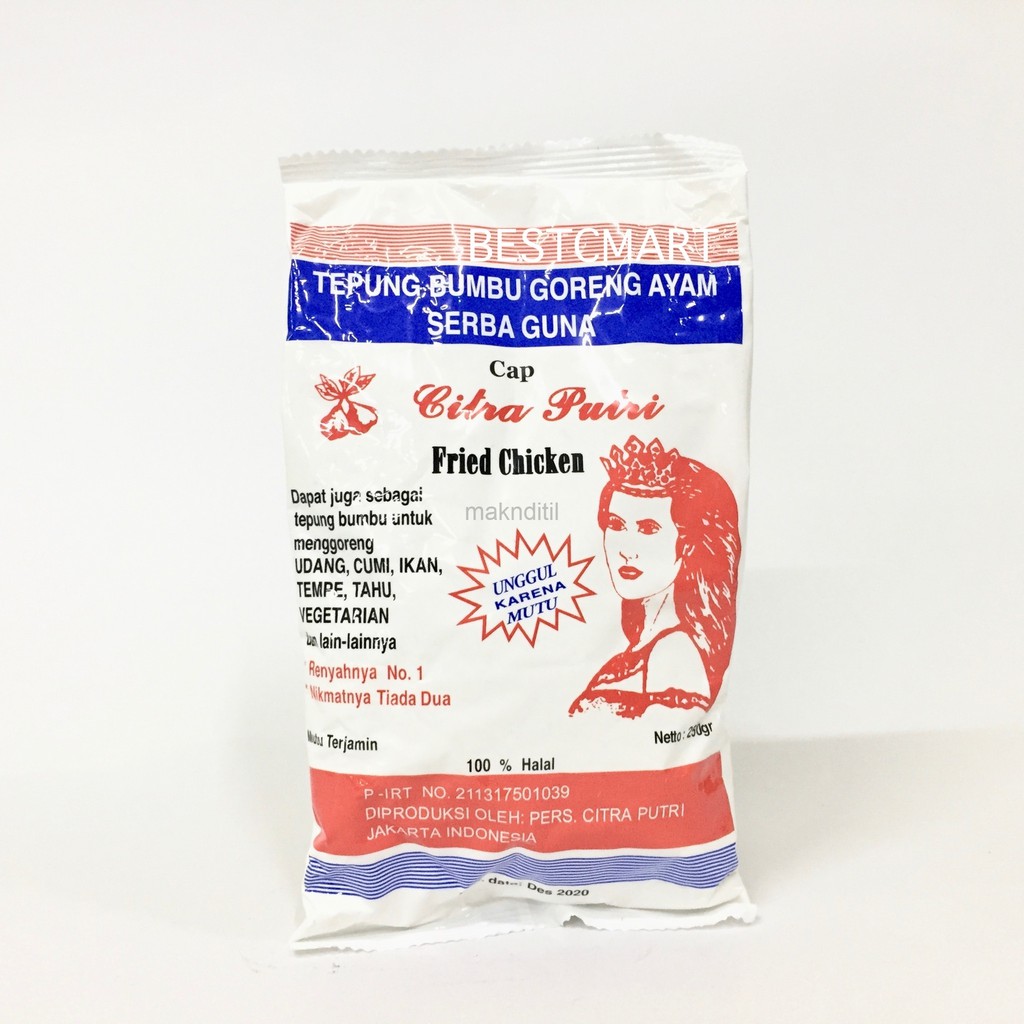 BESTCMART
TEPUNG BUMBU GORENG AYAM
SERBA GUNA
Cap
Citra Putri
Fried Chicken
Dapat juga sebagai
tepung bumbu untuk
menggoreng
UDANG, CUMI, IKAN,
TEMPE, TAHU,
VEGETARIAN
lain-lainnya
Renyahnya No. 1
Nikmatnya Tiada Dua
maknditil
UNGGUL
KARENA
MUTU
Mutu Terjamin
Netto : 250gr
100 % Halal
P -IRT NO. 211317501039
DIPRODUKSI OLEH: PERS. CITRA PUTRI
JAKARTA INDONESIA
Des 2020